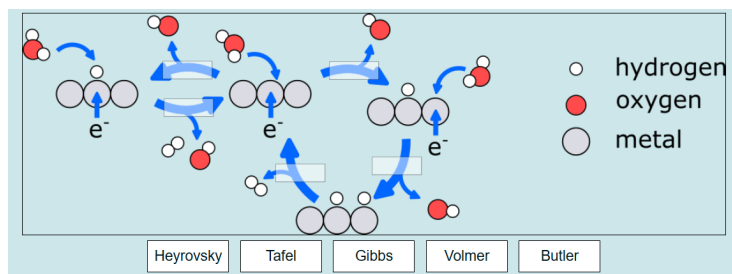 hydrogen
oxygen
metal
e-
e-
e-
Heyrovsky
Tafel
Gibbs
Volmer
Butler